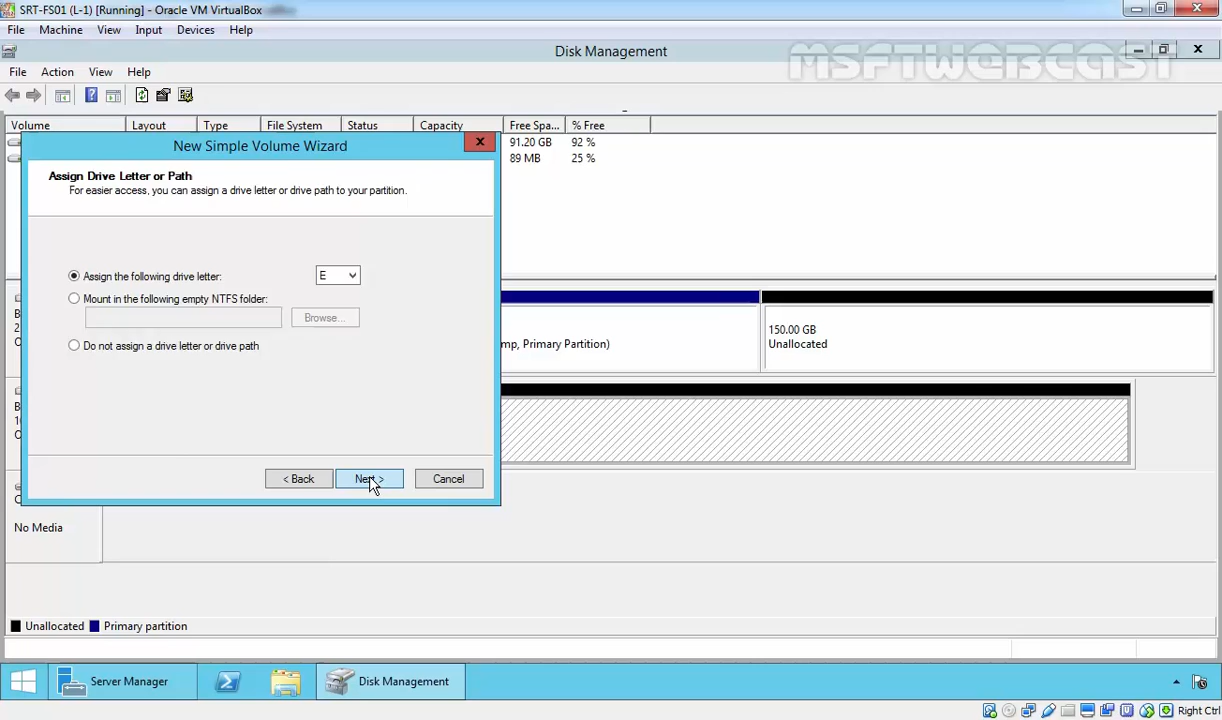 SRT-FS01 (L-1) [Running] - Oracle VM VirtualBox
File Machine View Input Devices Help
Disk Management
MSFTWEBCAST
File Action View Help
Volume Layout Type File System Status Capacity Free Spa... % Free
91.20 GB 92 %
89 MB 25 %
New Simple Volume Wizard
Assign Drive Letter or Path
For easier access, you can assign a drive letter or drive path to your partition.
Assign the following drive letter: E
Mount in the following empty NTFS folder:
Browse...
Do not assign a drive letter or drive path
< Back Next > Cancel
150.00 GB
mp, Primary Partition)
Unallocated
No Media
Unallocated Primary partition
Server Manager Disk Management
Right Ctrl